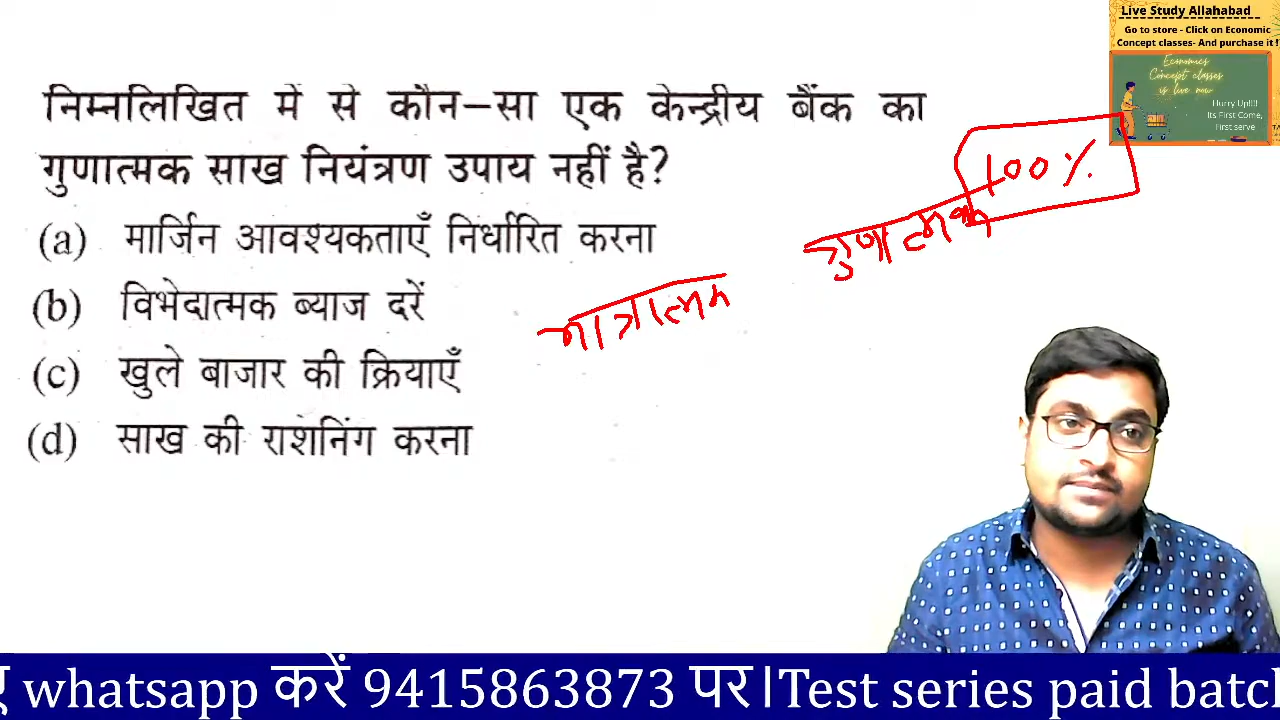 Live Study Allahabad
Go to store - Click on Economic
Concept classes- And purchase it !
Economics
Concept classes
is live now
Hurry Up!!!!
Its First Come,
First serve
निम्नलिखित में से कौन-सा एक केन्द्रीय बैंक का
गुणात्मक साख नियंत्रण उपाय नहीं है?
100%
गुणात्मक
मात्रात्मक
(a) मार्जिन आवश्यकताएँ निर्धारित करना
(b) विभेदात्मक ब्याज दरें
(c) खुले बाजार की क्रियाएँ
(d) साख की राशनिंग करना
whatsapp करें 9415863873 पर।Test series paid batch